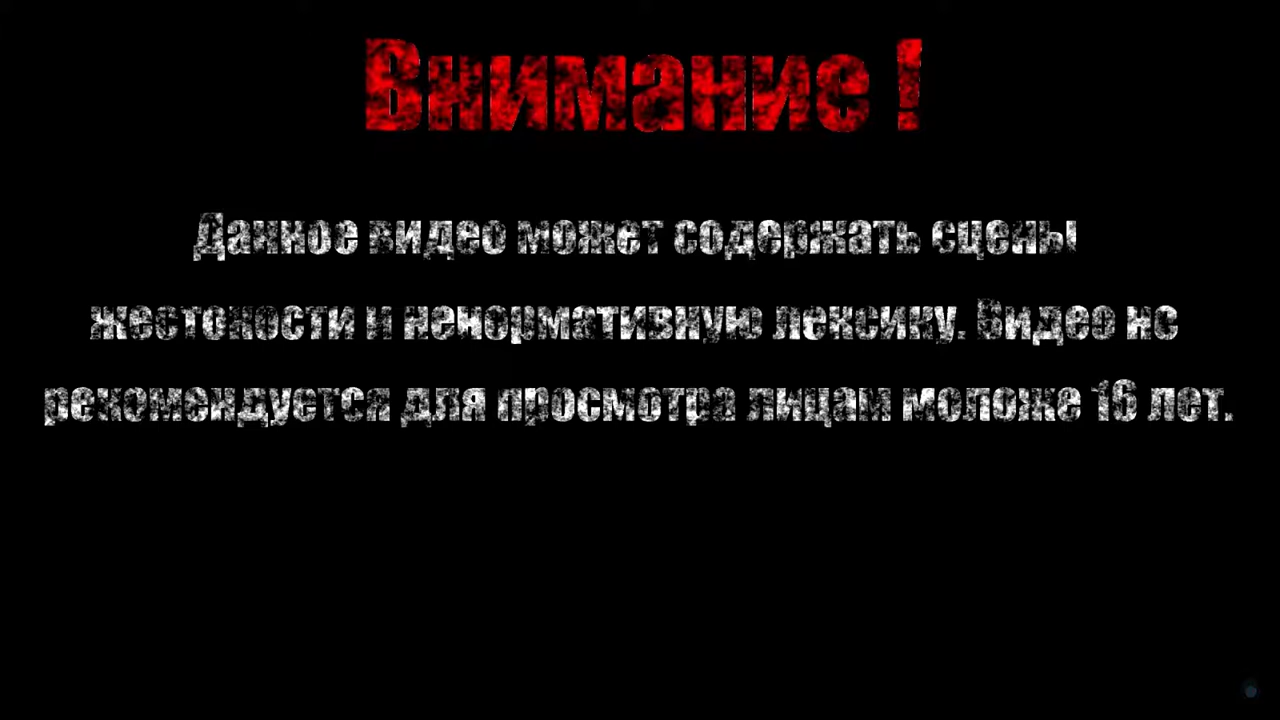 Внимание !
Данное видео может содержать сцены
жестокости и ненормативную лексику. Видео не
рекомендуется для просмотра лицам моложе 16 лет.